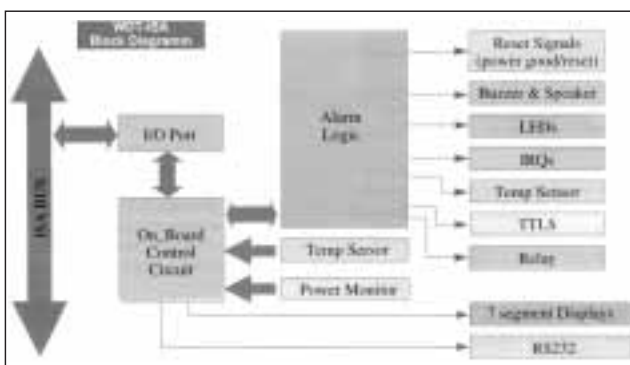 WDT-ISA
Block Diagramm
ISA BUS
I/O Port
On_Board
Control
Circuit
Alarm
Logic
Temp Sensor
Power Monitor
Reset Signals
(power good/reset)
Buzzer & Speaker
LEDs
IRQs
Temp Sensor
TTLs
Relay
7 segment Displays
RS232